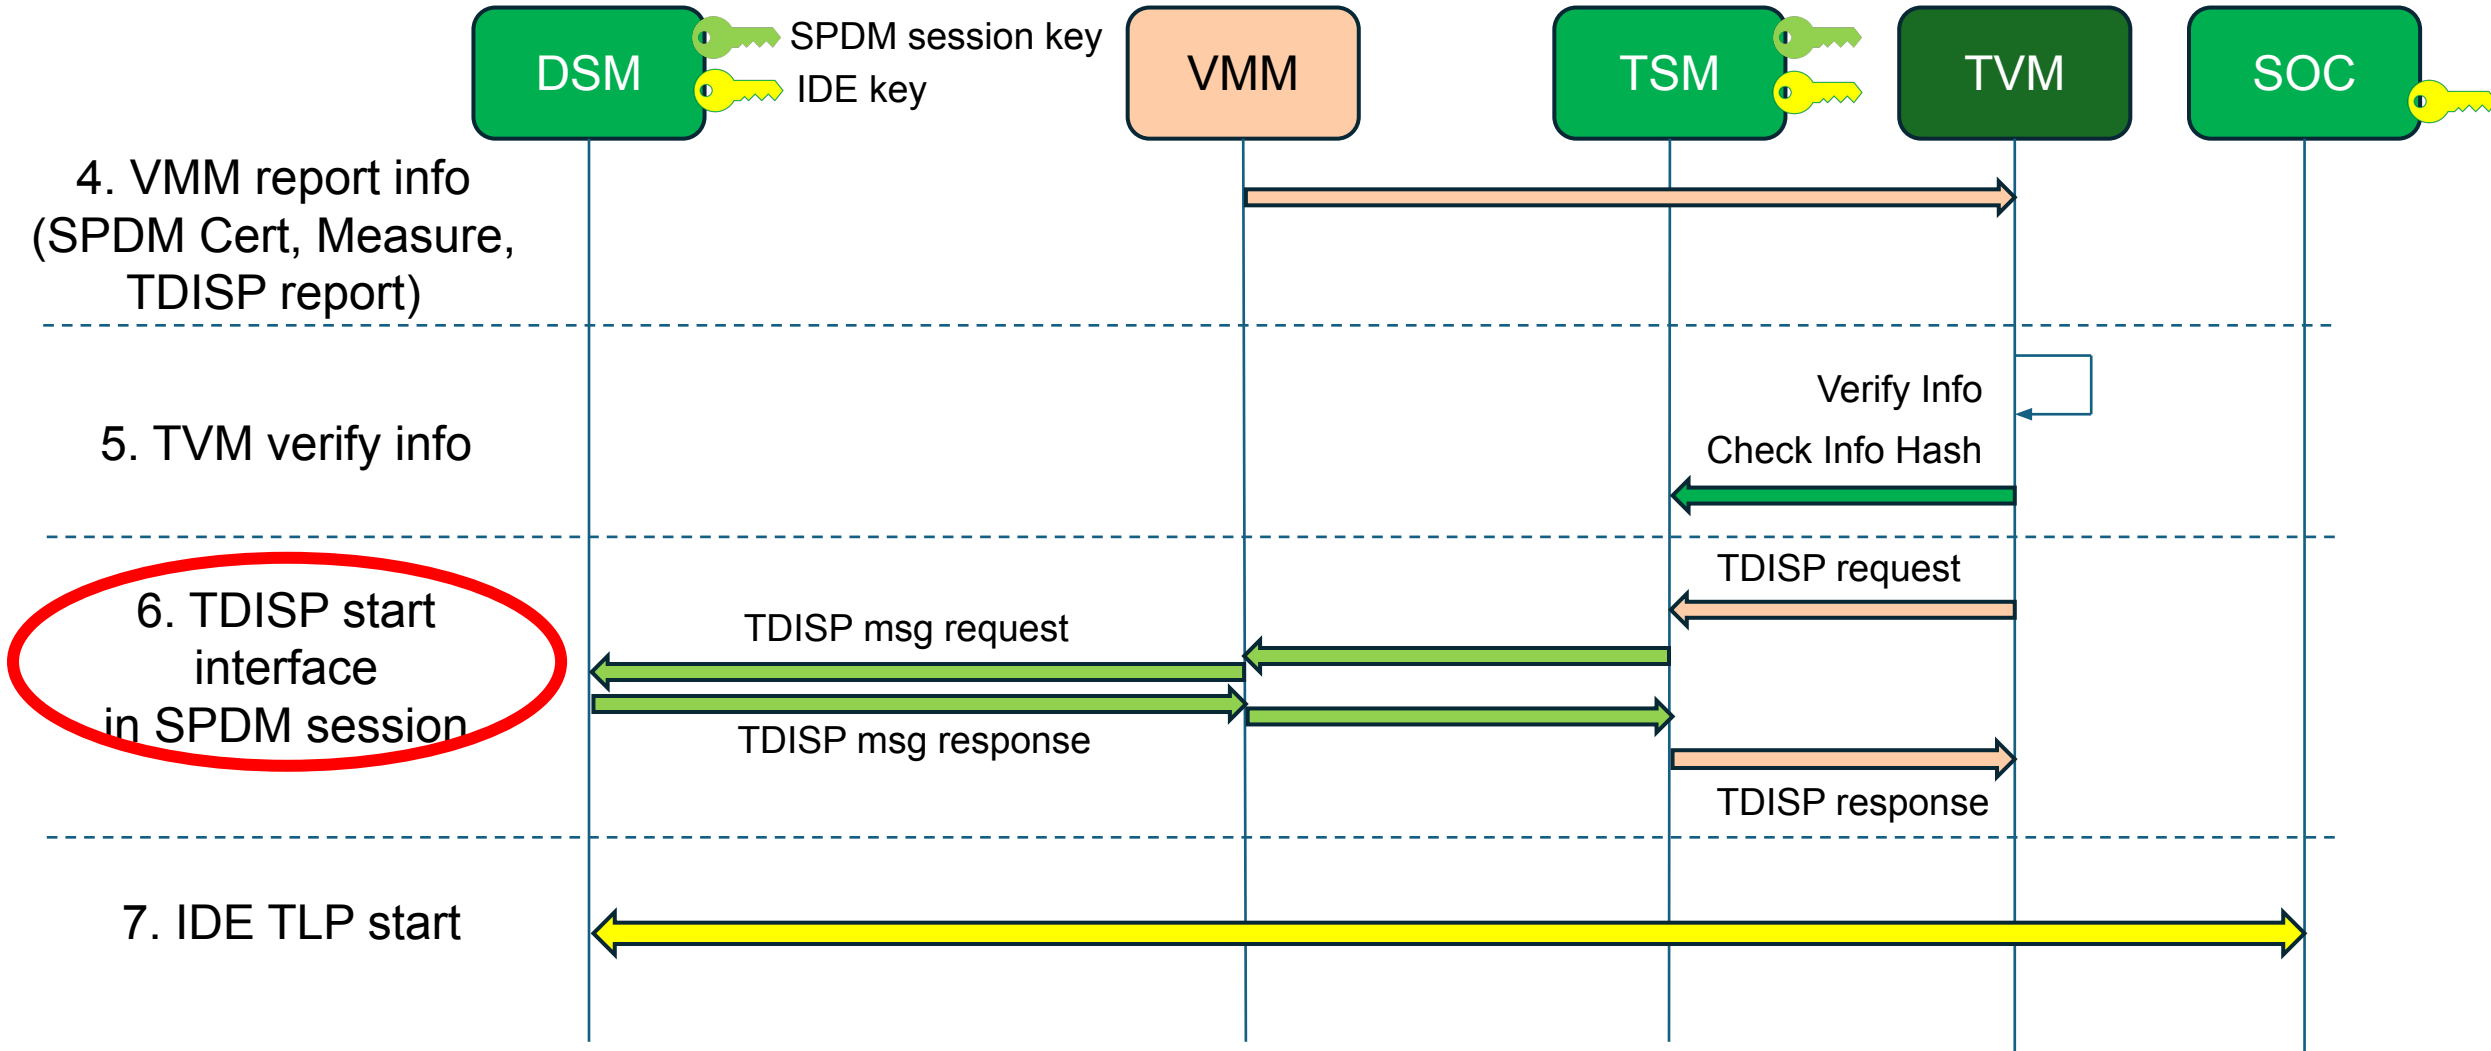 DSM
SPDM session key
IDE key
VMM
TSM
TVM
SOC
4. VMM report info
(SPDM Cert, Measure,
TDISP report)
Verify Info
5. TVM verify info
Check Info Hash
TDISP request
6. TDISP start
interface
in SPDM session
TDISP msg request
TDISP msg response
TDISP response
7. IDE TLP start